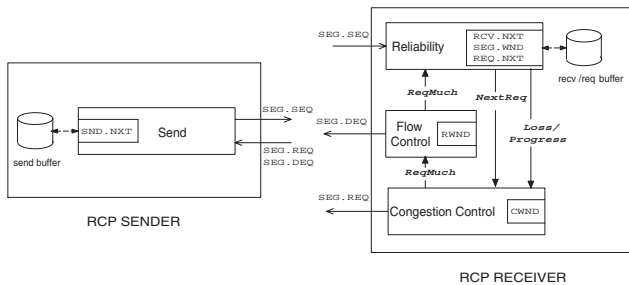 SEG.SEQ
Reliability
RCV.NXT
SEG.WND
REQ.NXT
recv /req buffer
ReqMuch
NextReq
Loss/
Progress
SEG.DEQ
Flow
Control
RWND
ReqMuch
SEG.REQ
Congestion Control
CWND
RCP RECEIVER
SND.NXT
Send
send buffer
SEG.SEQ
SEG.REQ
SEG.DEQ
RCP SENDER